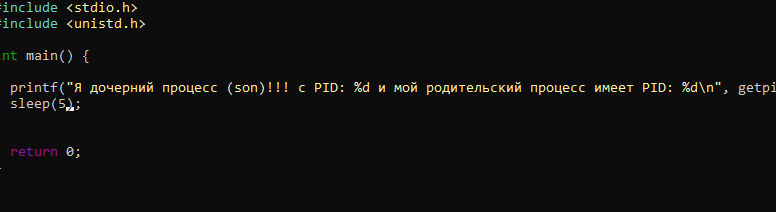 #include <stdio.h>
#include <unistd.h>
int main() {
printf("Я дочерний процесс (son)!!! с PID: %d и мой родительский процесс имеет PID: %d\n", getpi
sleep(5);
return 0;